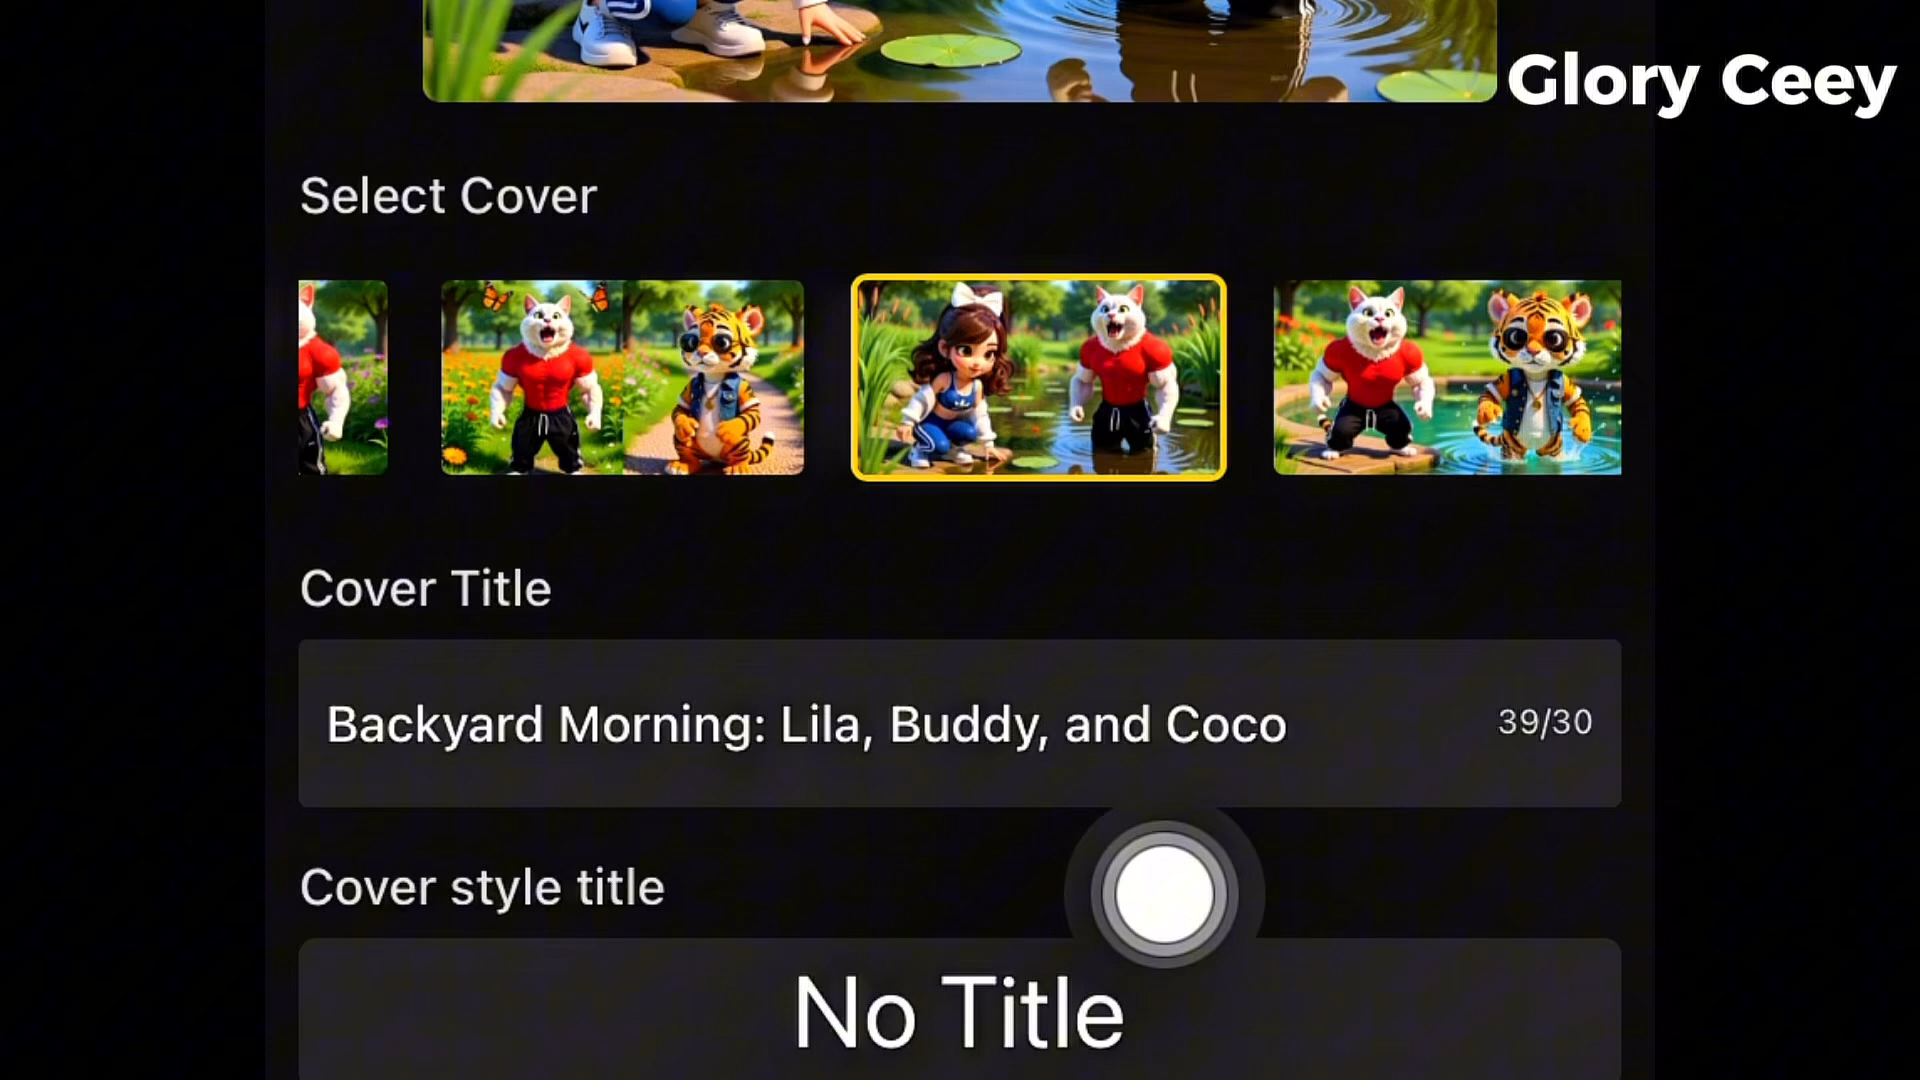 Glory Ceey
Select Cover
Cover Title
Backyard Morning: Lila, Buddy, and Coco
39/30
Cover style title
No Title